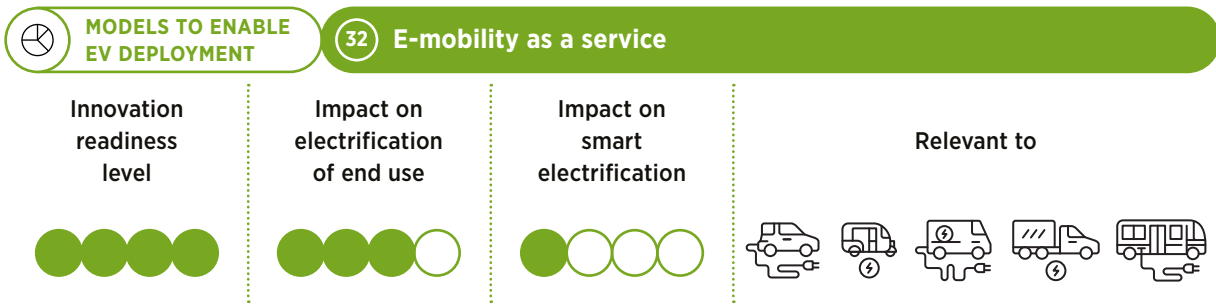 MODELS TO ENABLE
EV DEPLOYMENT
32 E-mobility as a service
Innovation
readiness
level
Impact on
electrification
of end use
Impact on
smart
electrification
Relevant to